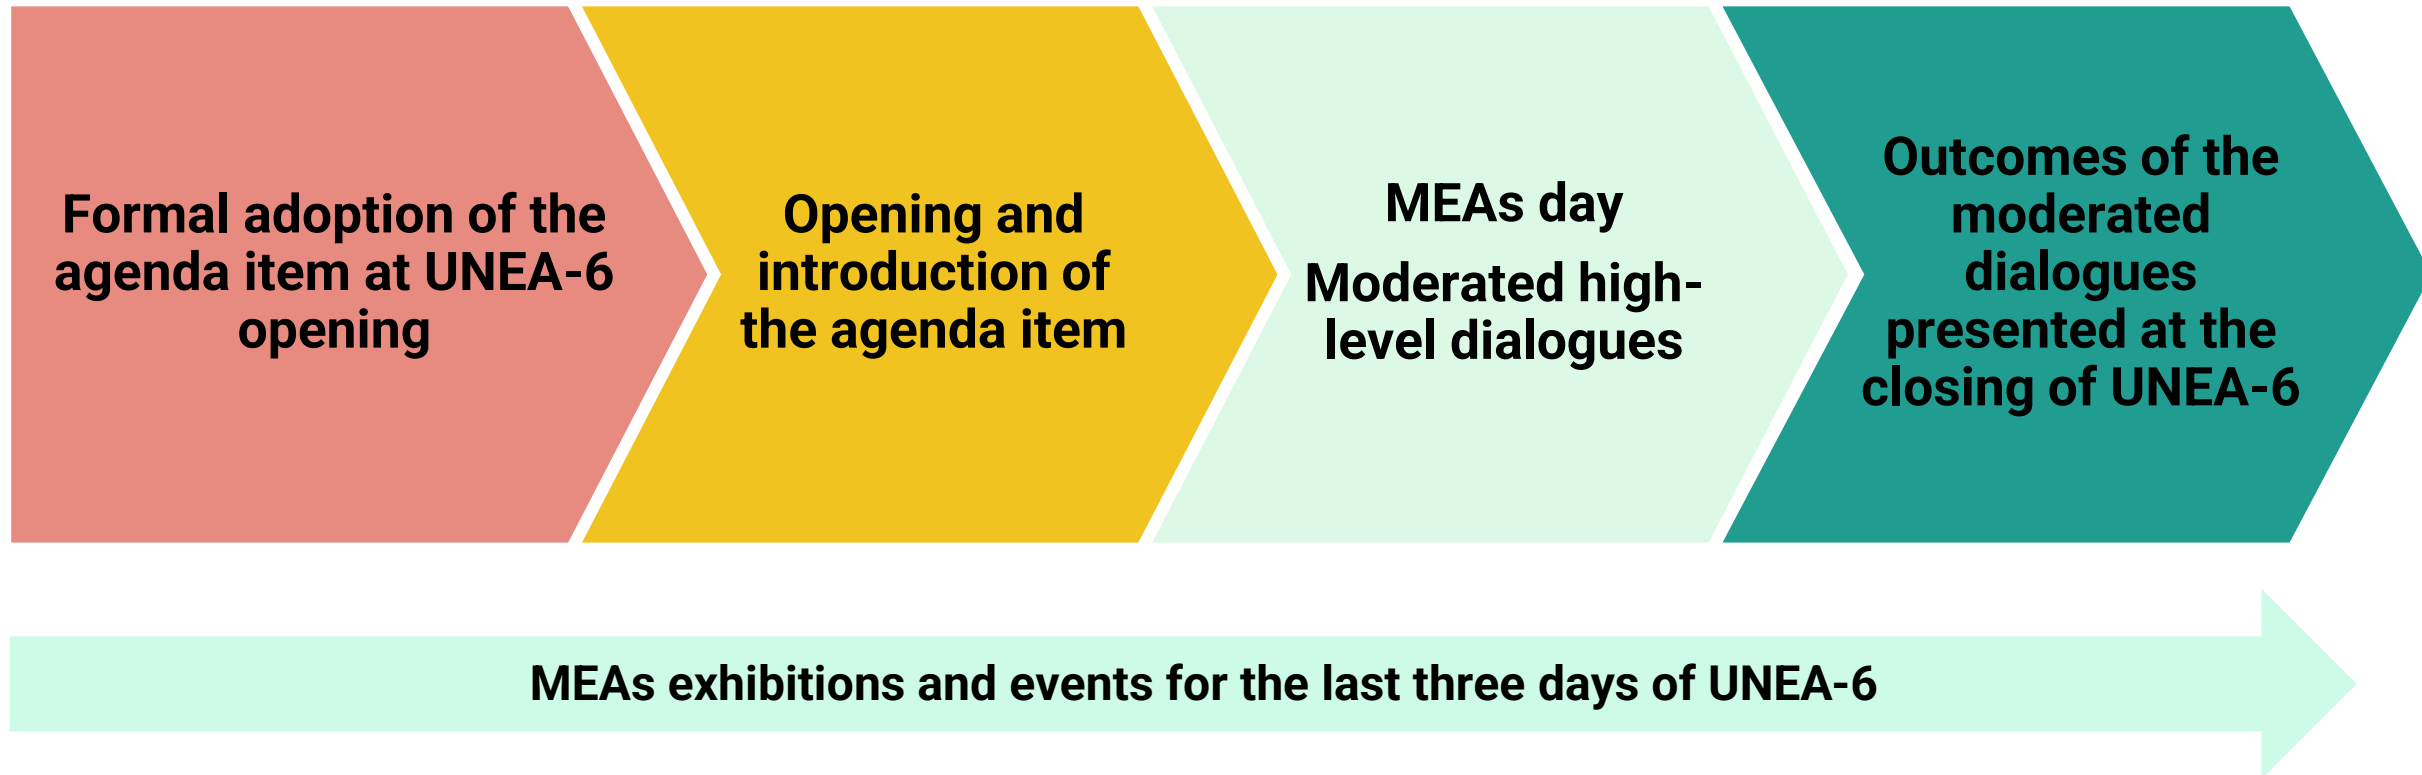 Formal adoption of the
agenda item at UNEA-6
opening
Opening and
introduction of
the agenda item
MEAs day
Moderated high-
level dialogues
Outcomes of the
moderated
dialogues
presented at the
closing of UNEA-6
MEAs exhibitions and events for the last three days of UNEA-6